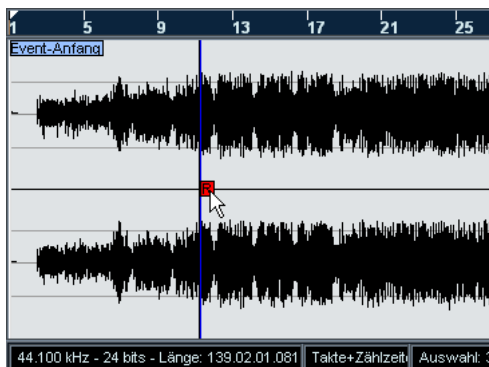 1 5 9 13 17 21 25
Event-Anfang
R
44.100 kHz - 24 bits - Länge: 139.02.01.081 Takte+Zählzeit Auswahl: